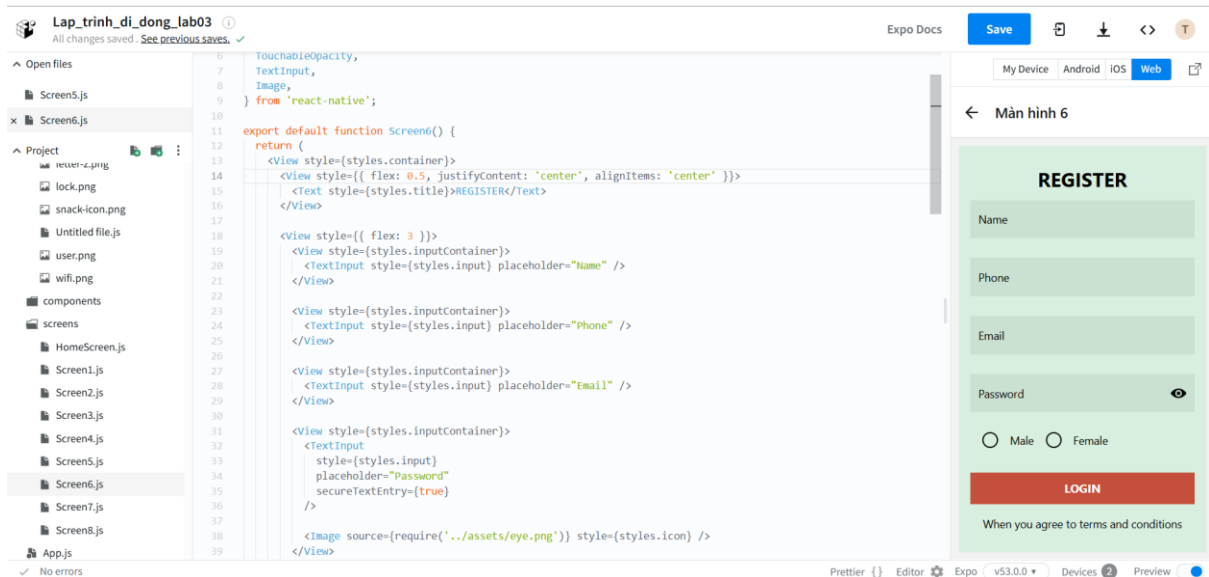 Lap_trinh_di_dong_lab03
All changes saved . See previous saves.
Expo Docs
Save
T
Open files
Screen5.js
x Screen6.js
Project
letter-2.png
lock.png
snack-icon.png
Untitled file.js
user.png
wifi.png
components
screens
HomeScreen.js
Screen1.js
Screen2.js
Screen3.js
Screen4.js
Screen5.js
Screen6.js
Screen7.js
Screen8.js
App.js
No errors
6 TouchableOpacity,
7 TextInput,
8 Image,
9 } from 'react-native';
10
11 export default function Screen6() {
12 return (
13 <View style={styles.container}>
14 <View style={{ flex: 0.5, justifyContent: 'center', alignItems: 'center' }}>
15 <Text style={styles.title}>REGISTER</Text>
16 </View>
17
18 <View style={{ flex: 3 }}>
19 <View style={styles.inputContainer}>
20 <TextInput style={styles.input} placeholder="Name" />
21 </View>
22
23 <View style={styles.inputContainer}>
24 <TextInput style={styles.input} placeholder="Phone" />
25 </View>
26
27 <View style={styles.inputContainer}>
28 <TextInput style={styles.input} placeholder="Email" />
29 </View>
30
31 <View style={styles.inputContainer}>
32 <TextInput
33 style={styles.input}
34 placeholder="Password"
35 secureTextEntry={true}
36 />
37
38 <Image source={require('../assets/eye.png')} style={styles.icon} />
39 </View>
My Device Android iOS Web
Màn hình 6
REGISTER
Name
Phone
Email
Password
Male Female
LOGIN
When you agree to terms and conditions
Prettier {} Editor Expo v53.0.0 Devices 2 Preview